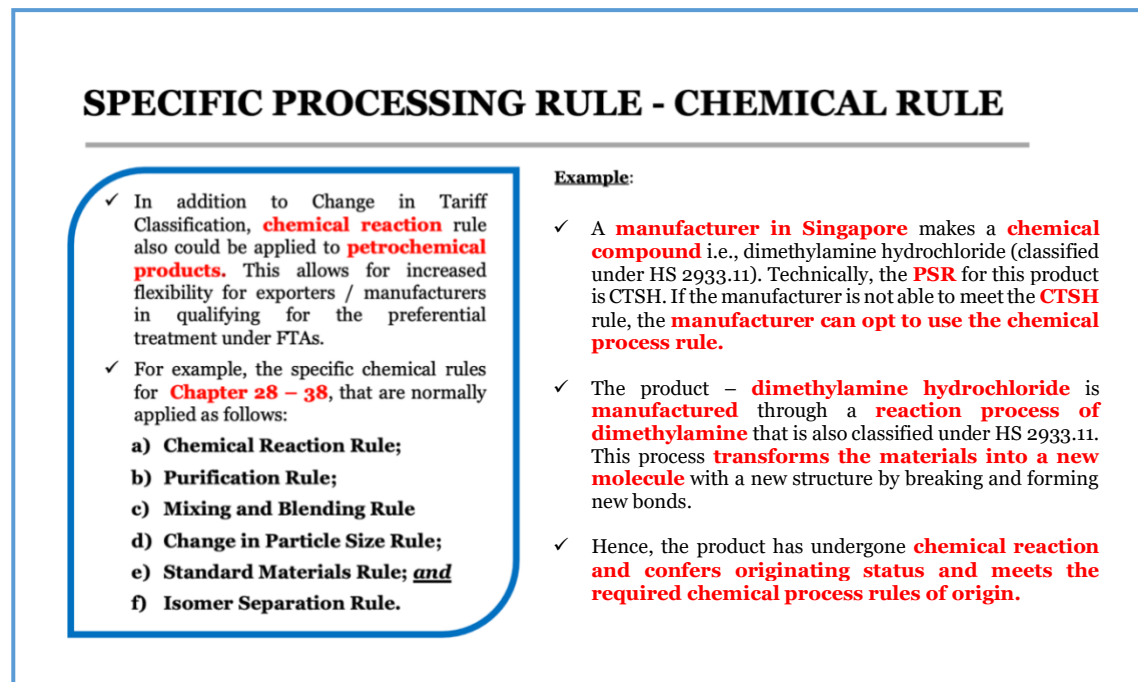 SPECIFIC PROCESSING RULE - CHEMICAL RULE
✓ In addition to Change in Tariff
Classification, chemical reaction rule
also could be applied to petrochemical
products. This allows for increased
flexibility for exporters / manufacturers
in qualifying for the preferential
treatment under FTAs.
✓ For example, the specific chemical rules
for Chapter 28 – 38, that are normally
applied as follows:
a) Chemical Reaction Rule;
b) Purification Rule;
c) Mixing and Blending Rule
d) Change in Particle Size Rule;
e) Standard Materials Rule; and
f) Isomer Separation Rule.
Example:
✓ A manufacturer in Singapore makes a chemical
compound i.e., dimethylamine hydrochloride (classified
under HS 2933.11). Technically, the PSR for this product
is CTSH. If the manufacturer is not able to meet the CTSH
rule, the manufacturer can opt to use the chemical
process rule.
✓ The product – dimethylamine hydrochloride is
manufactured through a reaction process of
dimethylamine that is also classified under HS 2933.11.
This process transforms the materials into a new
molecule with a new structure by breaking and forming
new bonds.
✓ Hence, the product has undergone chemical reaction
and confers originating status and meets the
required chemical process rules of origin.